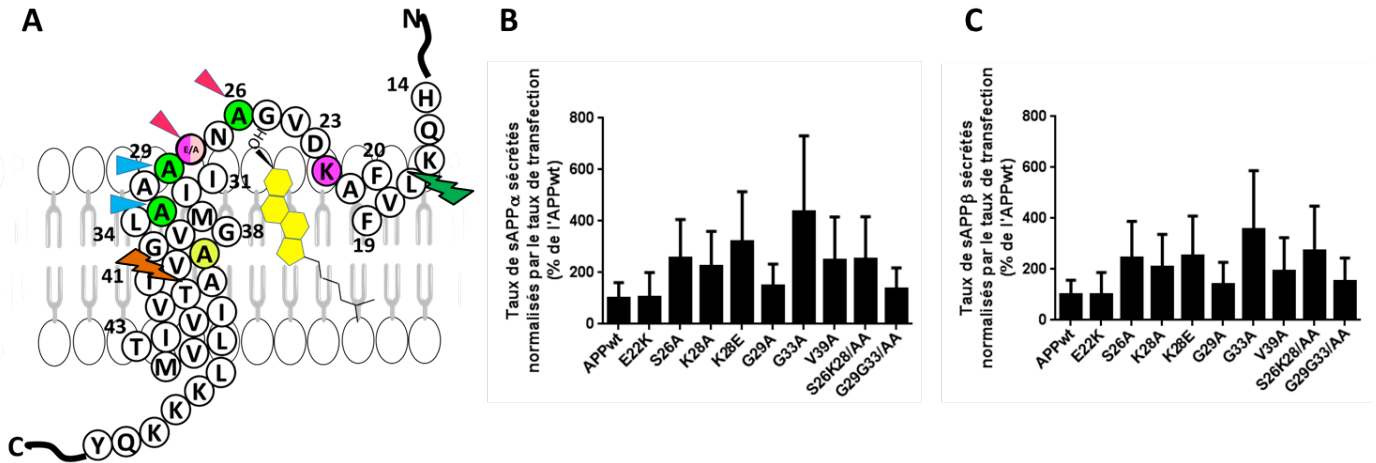 A
N
14
H
26
A G V
23
Q
OH
N
D
E/A
29
A
20
F
K
K
A
I
I
31
A
V
L
L
A
M
F
34
G
38
19
G
V
A
41
V
I
T
A
V
V
I
43
T
I
V
L
M
L
K
K
K
C
Y Q
B
Taux de sAPPα sécrétés
normalisés par le taux de transfection
(% de l'APPwt)
800
600
400
200
0
APPwt
E22K
S26A
K28A
K28E
G29A
G33A
V39A
S26K28/AA
G29G33/AA
C
Taux de sAPPβ sécrétés
normalisés par le taux de transfection
(% de l'APPwt)
800
600
400
200
0
APPwt
E22K
S26A
K28A
K28E
G29A
G33A
V39A
S26K28/AA
G29G33/AA